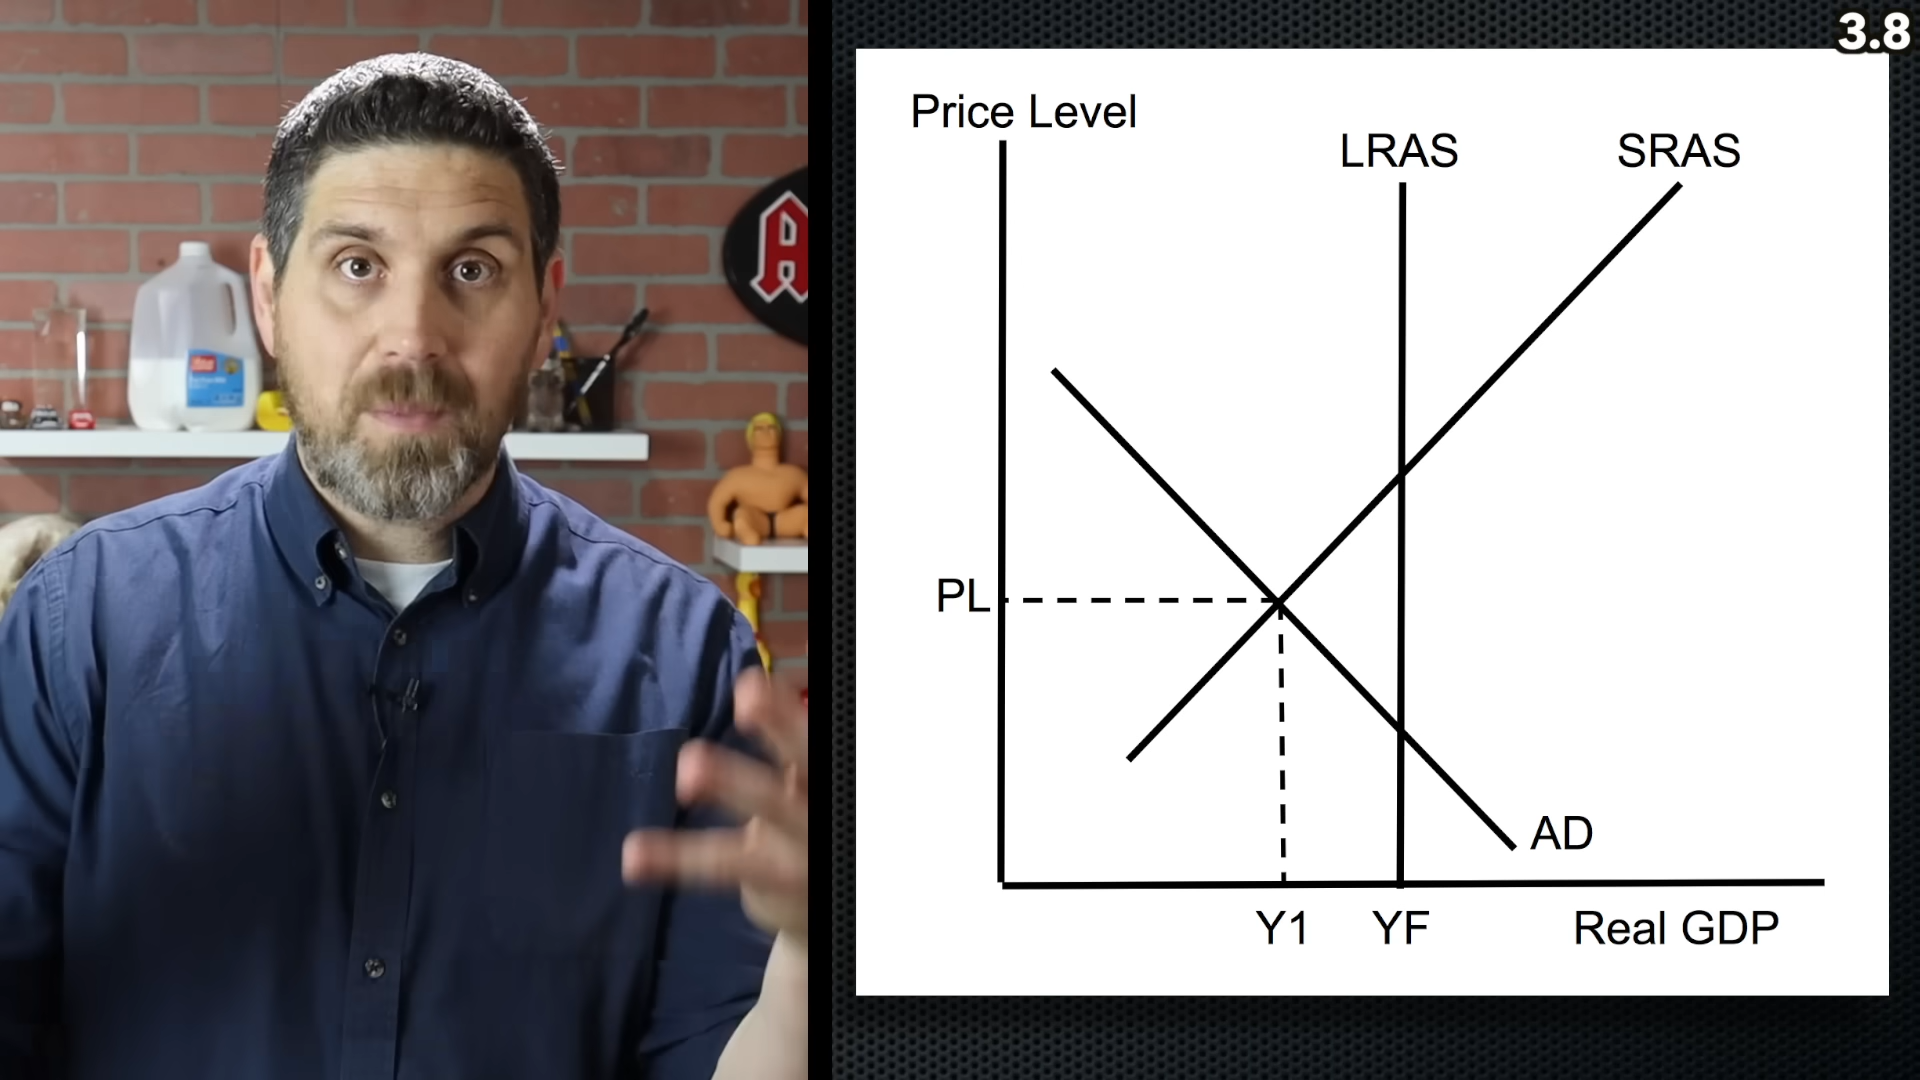 3.8
Price Level
LRAS
SRAS
PL
AD
Y1
YF
Real GDP